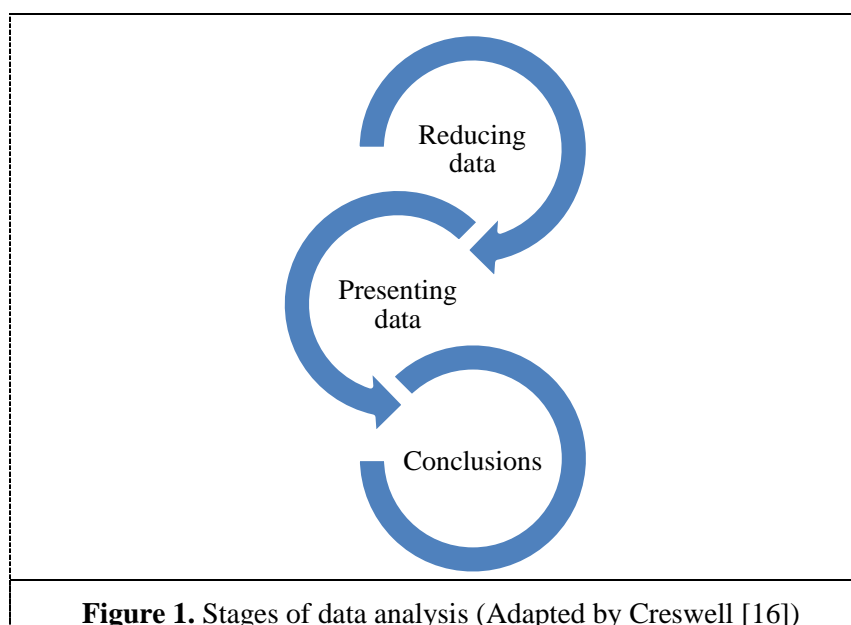 Reducing
data
Presenting
data
Conclusions
Figure 1. Stages of data analysis (Adapted by Creswell [16])